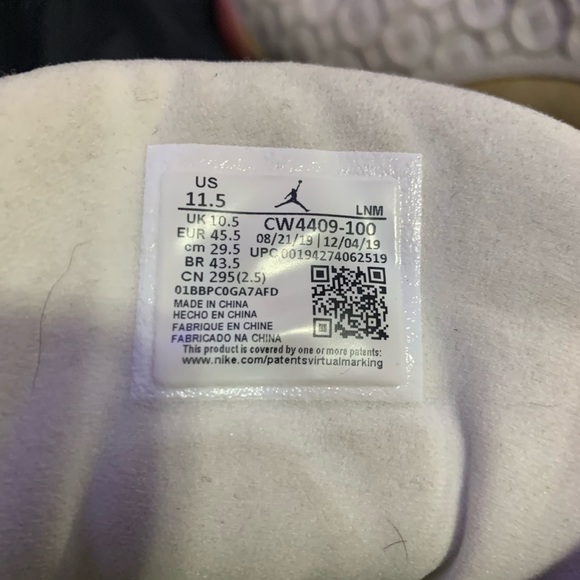 US
11.5
LNM
UK 10.5
CW4409-100
EUR 45.5
08/21/19 | 12/04/19
cm 29.5
UPC 00194274062519
BR 43.5
CN 295(2.5)
01BBPC0GA7AFD
MADE IN CHINA
HECHO EN CHINA
FABRIQUE EN CHINE
FABRICADO NA CHINA
This product is covered by one or more patents:
www.nike.com/patentsvirtualmarking